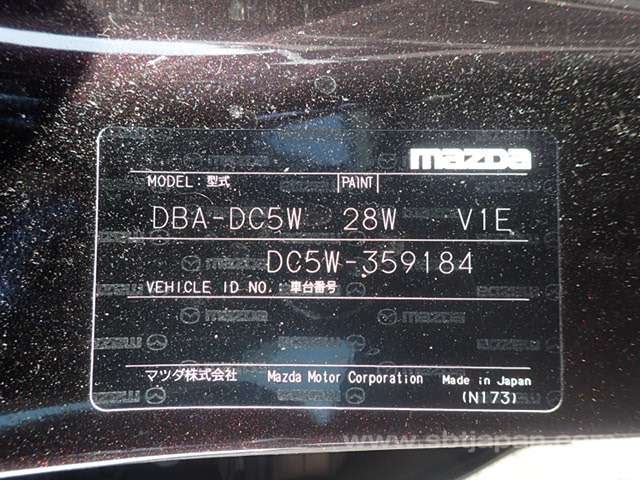 mazda
MODEL: 型式 PAINT
DBA-DC5W 28W V1E
DC5W-359184
VEHICLE ID NO.: 車台番号
マツダ株式会社 Mazda Motor Corporation Made in Japan
(N173)
www.sbtjapan.com